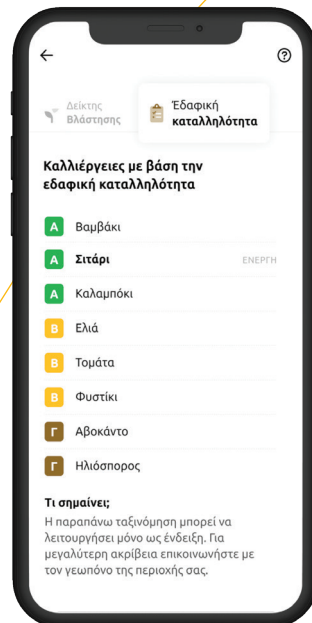 Δείκτης
Βλάστησης
Έδαφική
καταλληλότητα
Καλλιέργειες με βάση την
εδαφική καταλληλότητα
Α Βαμβάκι
Α Σιτάρι ΕΝΕΡΓΗ
Α Καλαμπόκι
Β Ελιά
Β Τομάτα
Β Φυστίκι
Γ Αβοκάντο
Γ Ηλιόσπορος
Τι σημαίνει;
Η παραπάνω ταξινόμηση μπορεί να
λειτουργήσει μόνο ως ένδειξη. Για
μεγαλύτερη ακρίβεια επικοινωνήστε με
τον γεωπόνο της περιοχής σας.